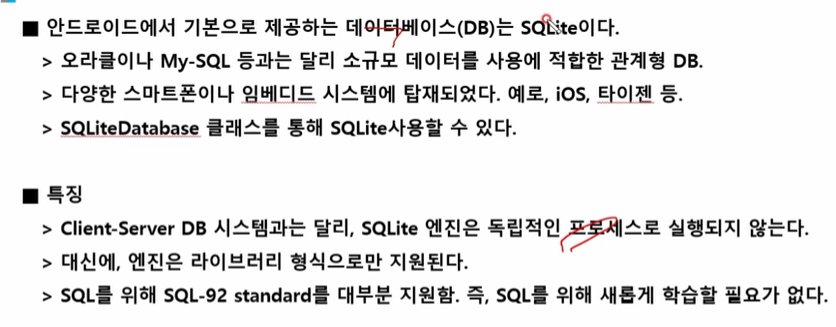 ■ 안드로이드에서 기본으로 제공하는 데이터베이스(DB)는 SQLite이다.
> 오라클이나 My-SQL 등과는 달리 소규모 데이터를 사용에 적합한 관계형 DB.
> 다양한 스마트폰이나 임베디드 시스템에 탑재되었다. 예로, iOS, 타이젠 등.
> SQLiteDatabase 클래스를 통해 SQLite사용할 수 있다.
■ 특징
> Client-Server DB 시스템과는 달리, SQLite 엔진은 독립적인 프로세스로 실행되지 않는다.
> 대신에, 엔진은 라이브러리 형식으로만 지원된다.
> SQL를 위해 SQL-92 standard를 대부분 지원함. 즉, SQL를 위해 새롭게 학습할 필요가 없다.